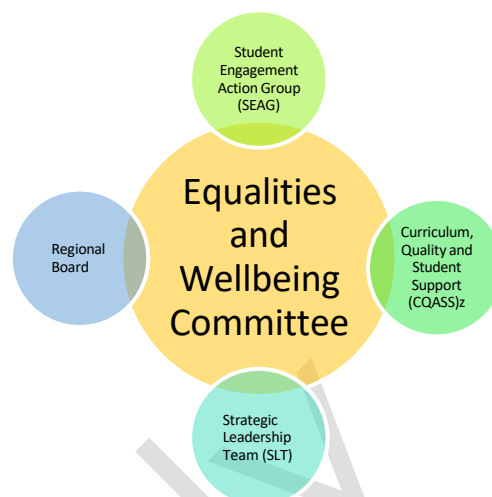 Student
Engagement
Action Group
(SEAG)
Equalities
and
Wellbeing
Committee
Regional
Board
Curriculum,
Quality and
Student
Support
(CQASS)z
Strategic
Leadership
Team (SLT)